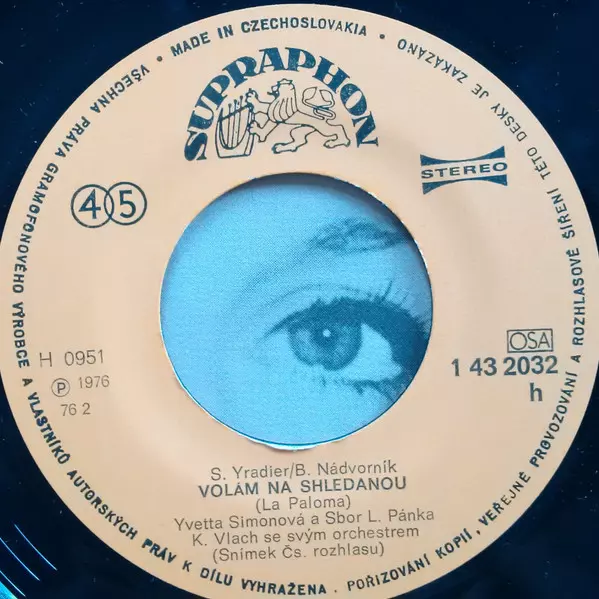 VŠECHNA PRÁVA GRAMOFONOVÉHO VÝROBCE A VLASTNÍKŮ AUTORSKÝCH PRÁV K DÍLU VYHRAŽENA . POŘIZOVÁNÍ KOPIÍ, VEŘEJNÉ PROVOZOVÁNÍ A ROZHLASOVÉ ŠÍŘENÍ TÉTO DESKY JE ZAKÁZÁNO
• MADE IN CZECHOSLOVAKIA •
SUPRAPHON
STEREO
45
H 0951
Ⓟ 1976
76 2
OSA
1 43 2032
h
S. Yradier/B. Nádvorník
VOLÁM NA SHLEDANOU
(La Paloma)
Yvetta Simonová a Sbor L. Pánka
K. Vlach se svým orchestrem
(Snímek Čs. rozhlasu)